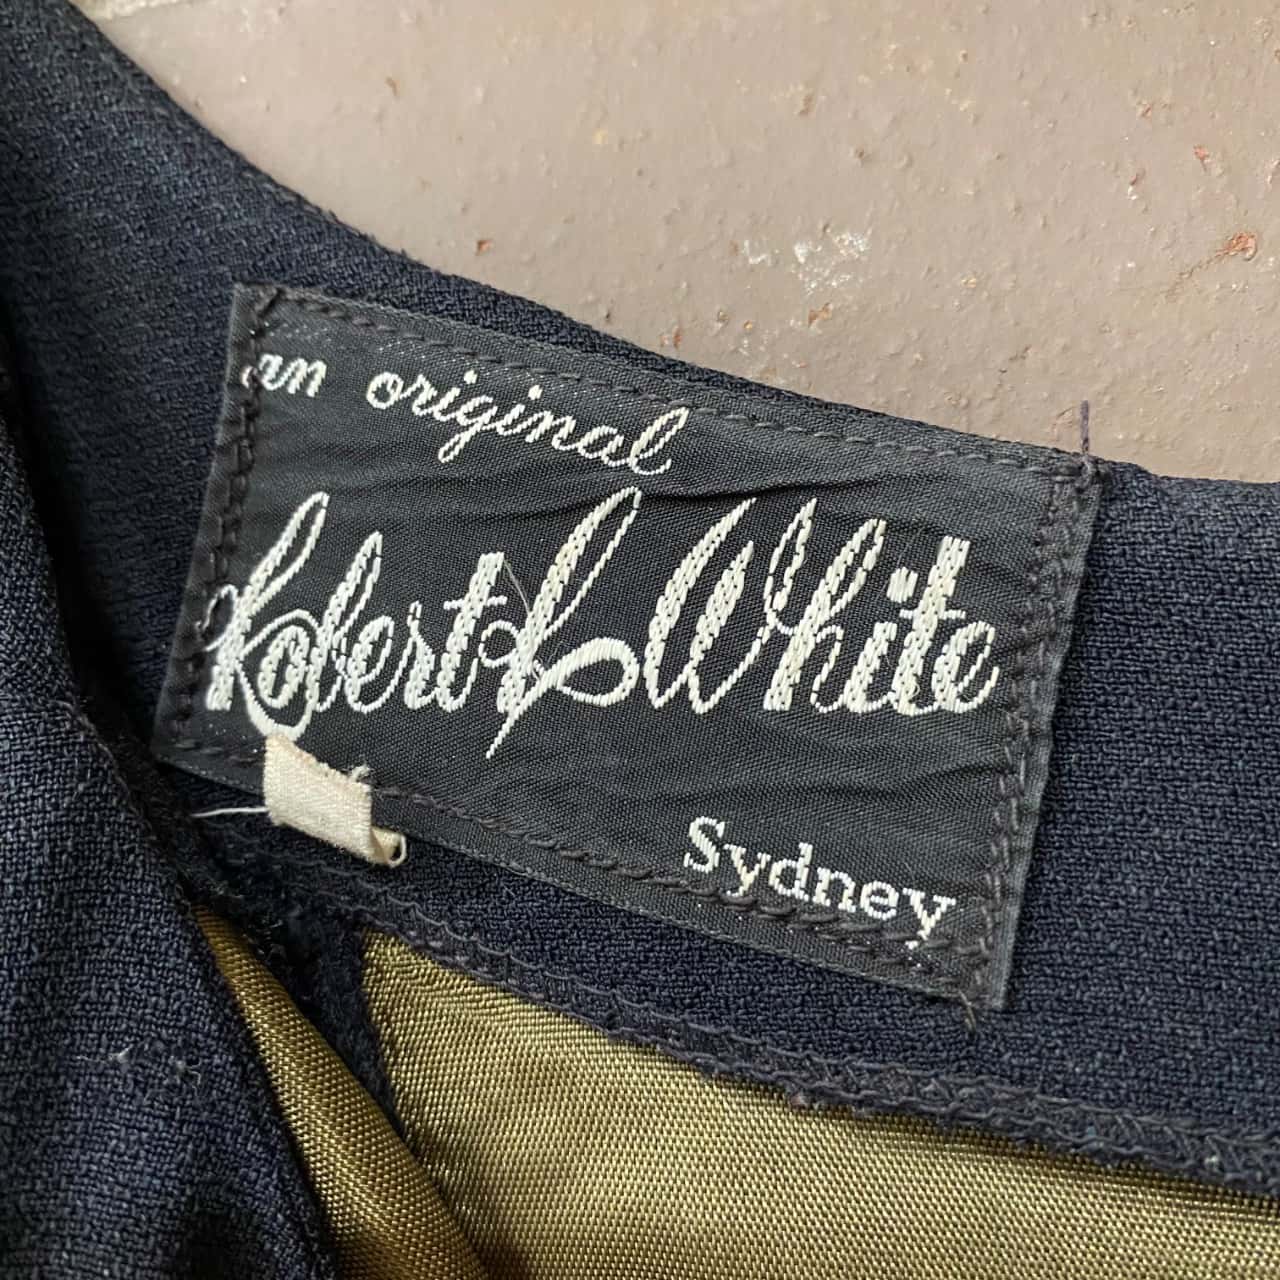 an original
Robert L White
Sydney